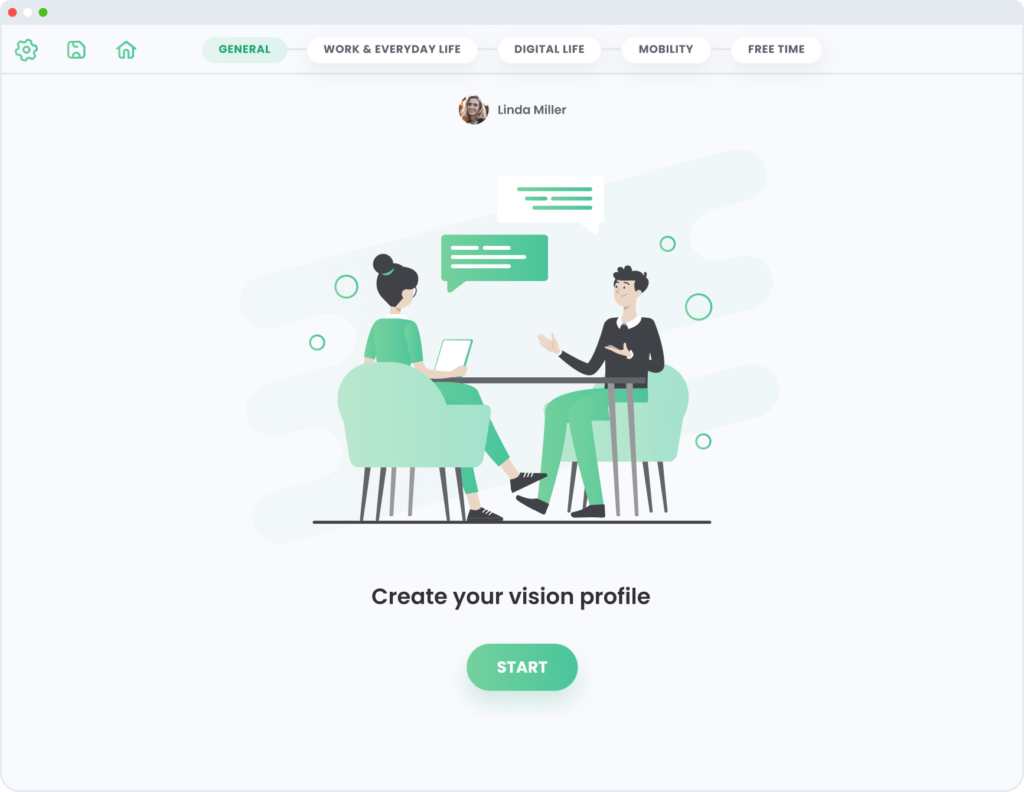 GENERAL
WORK & EVERYDAY LIFE
DIGITAL LIFE
MOBILITY
FREE TIME
Linda Miller
Create your vision profile
START